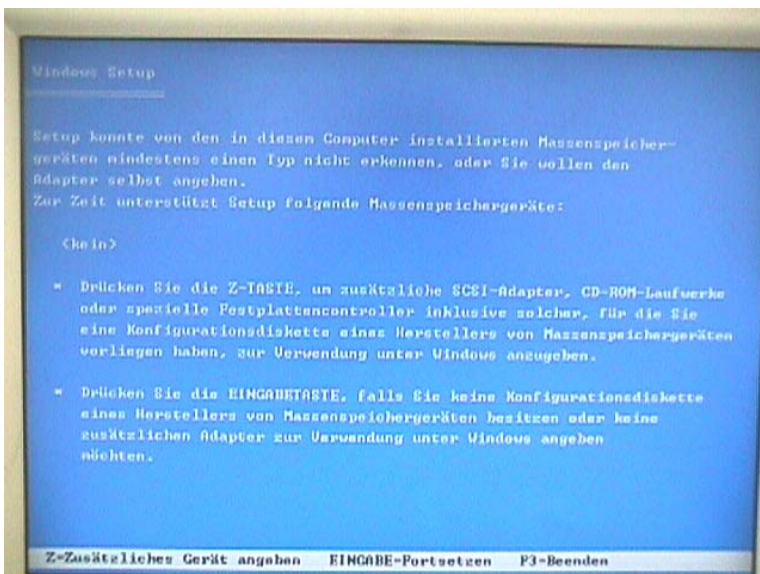 Windows Setup
Setup konnte von den in diesem Computer installierten Massenspeicher-
geräten mindestens einen Typ nicht erkennen, oder Sie wollen den
Adapter selbst angeben.
Zur Zeit unterstützt Setup folgende Massenspeichergeräte:
<kein>
* Drücken Sie die Z-TASTE, um zusätzliche SCSI-Adapter, CD-ROM-Laufwerke
oder spezielle Festplattencontroller inklusive solcher, für die Sie
eine Konfigurationsdiskette eines Herstellers von Massenspeichergeräten
vorliegen haben, zur Verwendung unter Windows anzugeben.
* Drücken Sie die EINGABETASTE, falls Sie keine Konfigurationsdiskette
eines Herstellers von Massenspeichergeräten besitzen oder keine
zusätzlichen Adapter zur Verwendung unter Windows angeben
möchten.
Z=Zusätzliches Gerät angeben EINGABE=Fortsetzen F3=Beenden